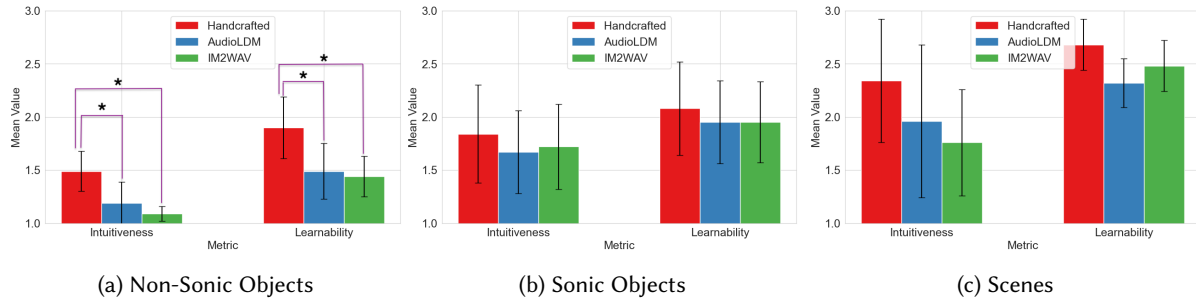 3.0
2.5
2.0
1.5
1.0
Mean Value
Handcrafted
AudioLDM
IM2WAV
*
*
*
*
Intuitiveness
Learnability
Metric
(a) Non-Sonic Objects
3.0
2.5
2.0
1.5
1.0
Mean Value
Handcrafted
AudioLDM
IM2WAV
Intuitiveness
Learnability
Metric
(b) Sonic Objects
3.0
2.5
2.0
1.5
1.0
Mean Value
Handcrafted
AudioLDM
IM2WAV
Intuitiveness
Learnability
Metric
(c) Scenes